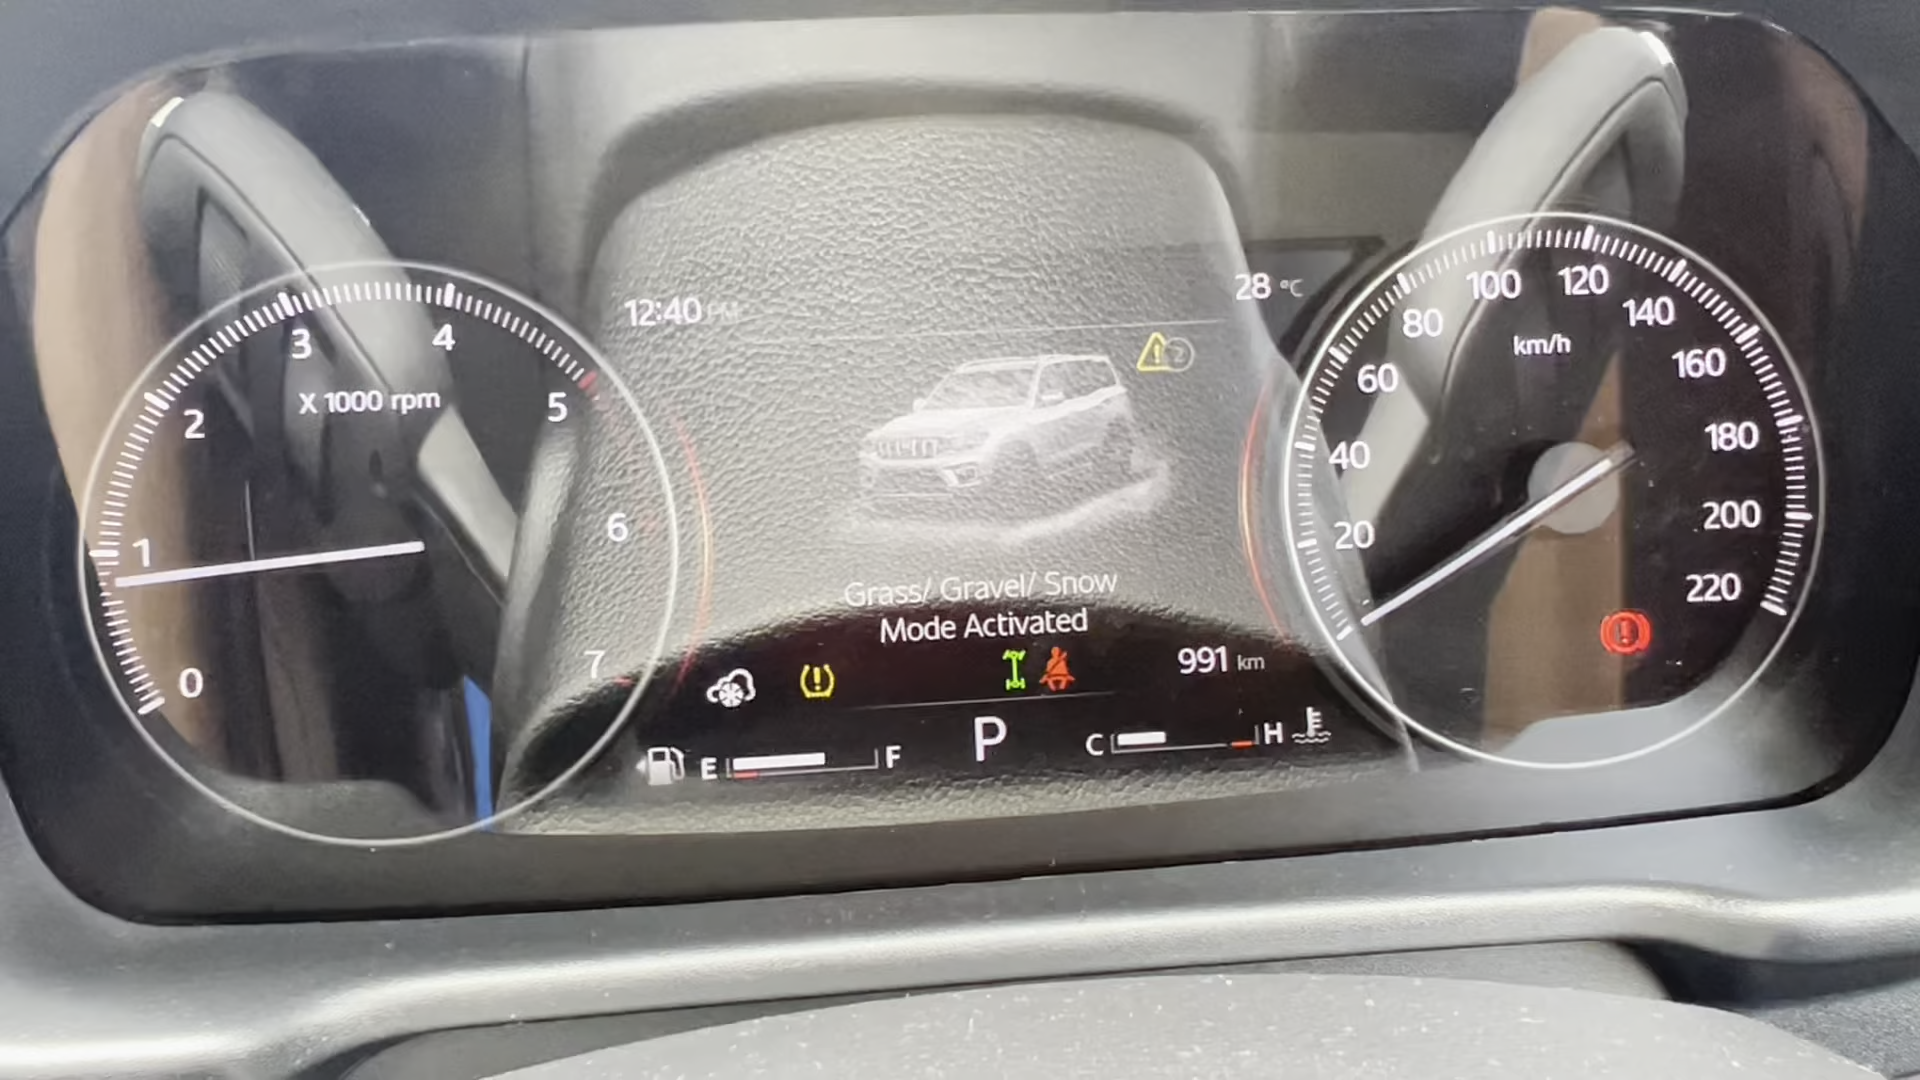 12:40 PM
28 °C
0
1
2
3
4
5
6
7
X 1000 rpm
Grass/ Gravel/ Snow
Mode Activated
991 km
E
F
P
C
H
20
40
60
80
100
120
140
160
180
200
220
km/h